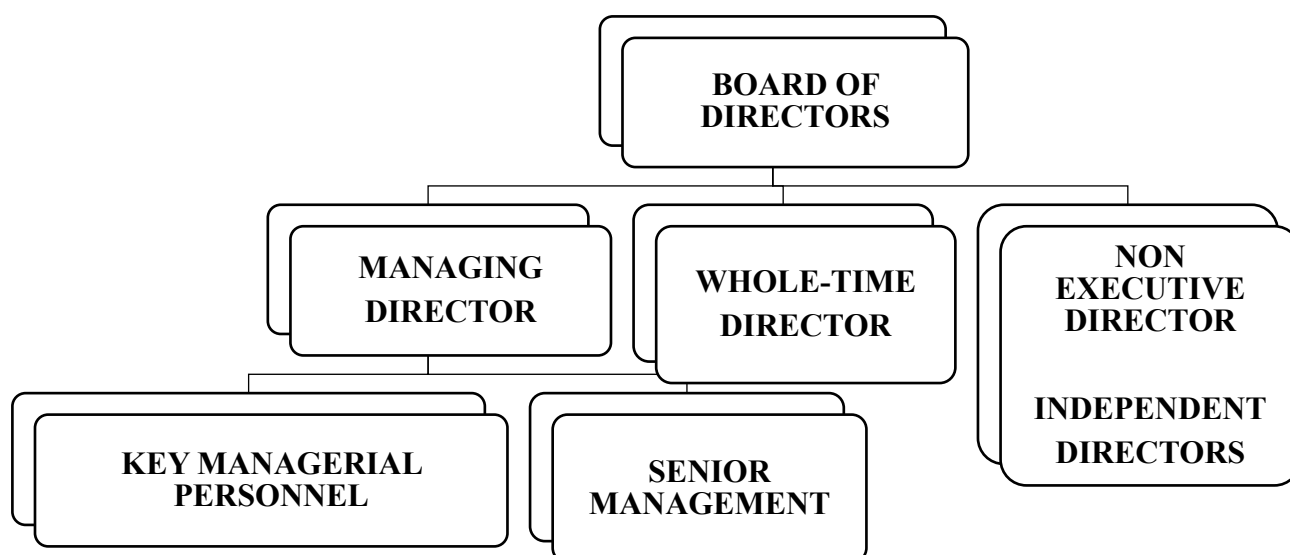 BOARD OF
DIRECTORS
MANAGING
DIRECTOR
WHOLE-TIME
DIRECTOR
NON
EXECUTIVE
DIRECTOR
INDEPENDENT
DIRECTORS
KEY MANAGERIAL
PERSONNEL
SENIOR
MANAGEMENT